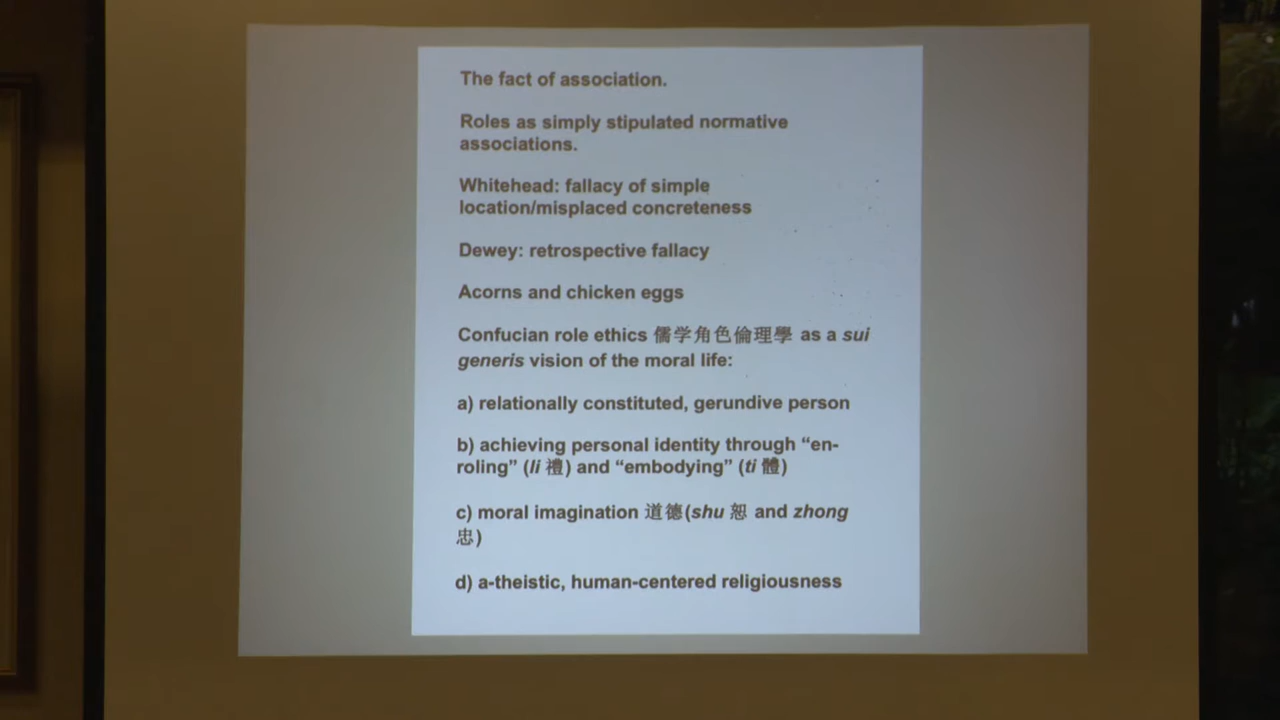 The fact of association.
Roles as simply stipulated normative
associations.
Whitehead: fallacy of simple
location/misplaced concreteness
Dewey: retrospective fallacy
Acorns and chicken eggs
Confucian role ethics 儒学角色倫理學 as a sui
generis vision of the moral life:
a) relationally constituted, gerundive person
b) achieving personal identity through “en-
roling” (li 禮) and “embodying” (ti 體)
c) moral imagination 道德(shu 恕 and zhong
忠)
d) a-theistic, human-centered religiousness